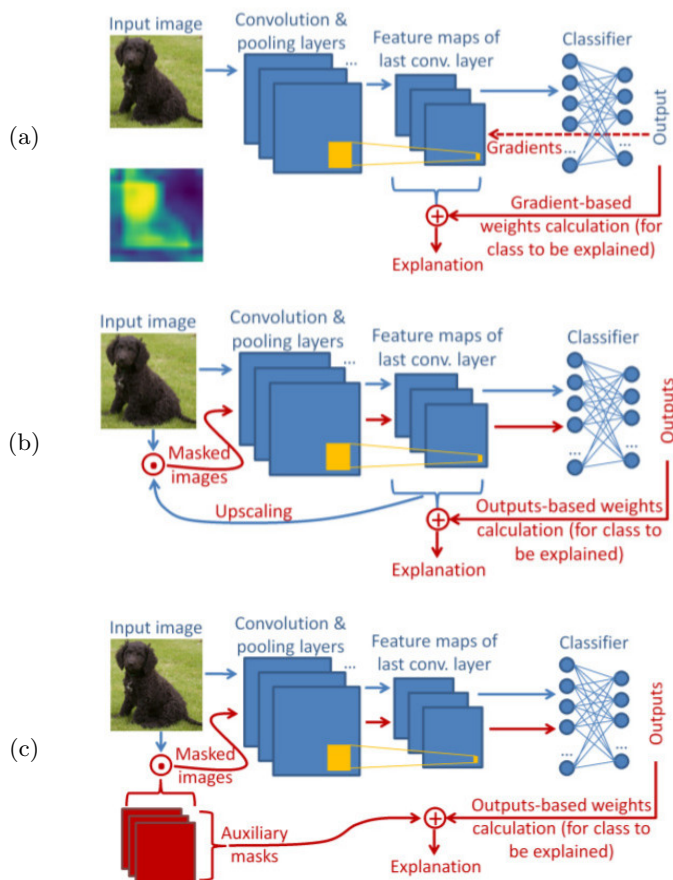 Input image
Convolution &
pooling layers
...
Feature maps of
last conv. layer
Classifier
(a)
Output
Gradients
...
...
Gradient-based
weights calculation (for
class to be explained)
Explanation
Input image
Convolution &
pooling layers
...
Feature maps of
last conv. layer
Classifier
(b)
Outputs
Masked
images
...
...
Upscaling
Outputs-based weights
calculation (for class to
be explained)
Explanation
Input image
Convolution &
pooling layers
...
Feature maps of
last conv. layer
Classifier
(c)
Outputs
Masked
images
...
...
Auxiliary
masks
Outputs-based weights
calculation (for class to
be explained)
Explanation